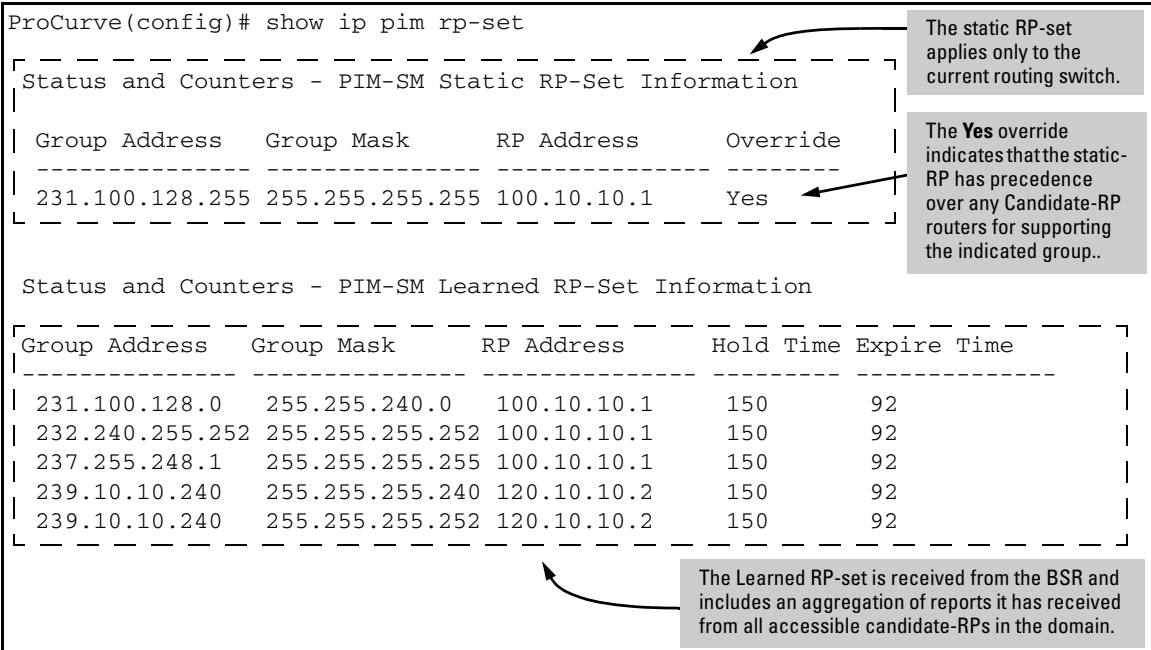 ProCurve(config)# show ip pim rp-set
The static RP-set
applies only to the
current routing switch.
Status and Counters - PIM-SM Static RP-Set Information
Group Address Group Mask RP Address Override
--------------- --------------- --------------- --------
231.100.128.255 255.255.255.255 100.10.10.1 Yes
The Yes override
indicates that the static-
RP has precedence
over any Candidate-RP
routers for supporting
the indicated group..
Status and Counters - PIM-SM Learned RP-Set Information
Group Address Group Mask RP Address Hold Time Expire Time
--------------- --------------- --------------- --------- --------------
231.100.128.0 255.255.240.0 100.10.10.1 150 92
232.240.255.252 255.255.255.252 100.10.10.1 150 92
237.255.248.1 255.255.255.255 100.10.10.1 150 92
239.10.10.240 255.255.255.240 120.10.10.2 150 92
239.10.10.240 255.255.255.252 120.10.10.2 150 92
The Learned RP-set is received from the BSR and
includes an aggregation of reports it has received
from all accessible candidate-RPs in the domain.